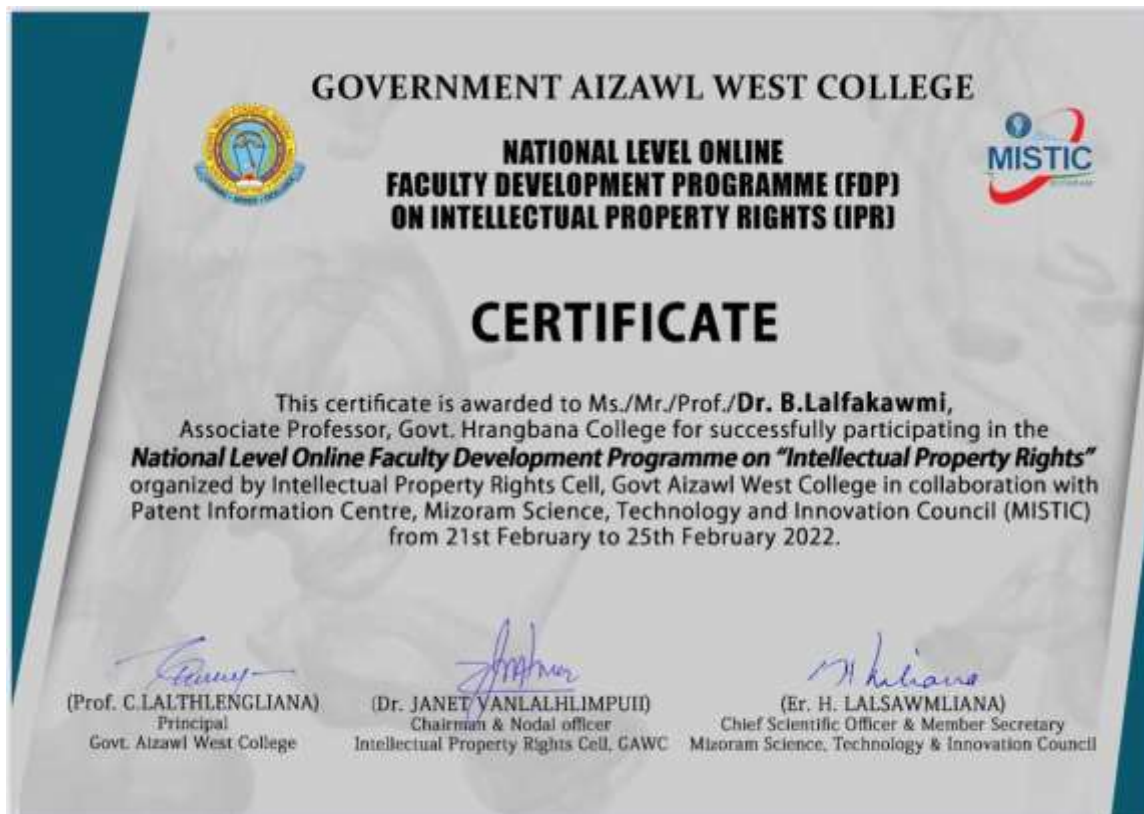 GOVERNMENT AIZAWL WEST COLLEGE
NATIONAL LEVEL ONLINE
FACULTY DEVELOPMENT PROGRAMME (FDP)
ON INTELLECTUAL PROPERTY RIGHTS (IPR)
MISTIC
CERTIFICATE
This certificate is awarded to Ms./Mr./Prof./Dr. B.Lalfakawmi,
Associate Professor, Govt. Hrangbana College for successfully participating in the
National Level Online Faculty Development Programme on “Intellectual Property Rights”
organized by Intellectual Property Rights Cell, Govt Aizawl West College in collaboration with
Patent Information Centre, Mizoram Science, Technology and Innovation Council (MISTIC)
from 21st February to 25th February 2022.
(Prof. C.LALTHLENGLIANA)
Principal
Govt. Aizawl West College
(Dr. JANET VANLALHLIMPUII)
Chairman & Nodal officer
Intellectual Property Rights Cell, GAWC
(Er. H. LALSAWMLIANA)
Chief Scientific Officer & Member Secretary
Mizoram Science, Technology & Innovation Council